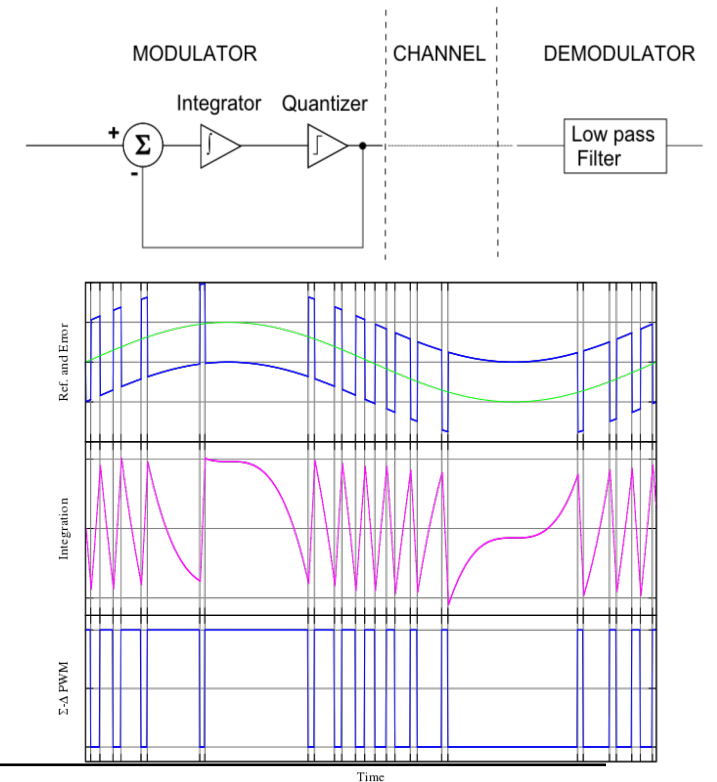 MODULATOR
CHANNEL
DEMODULATOR
Integrator
Quantizer
+
Σ
-
∫
Low pass
Filter
Ref. and Error
Integration
Σ-Δ PWM
Time